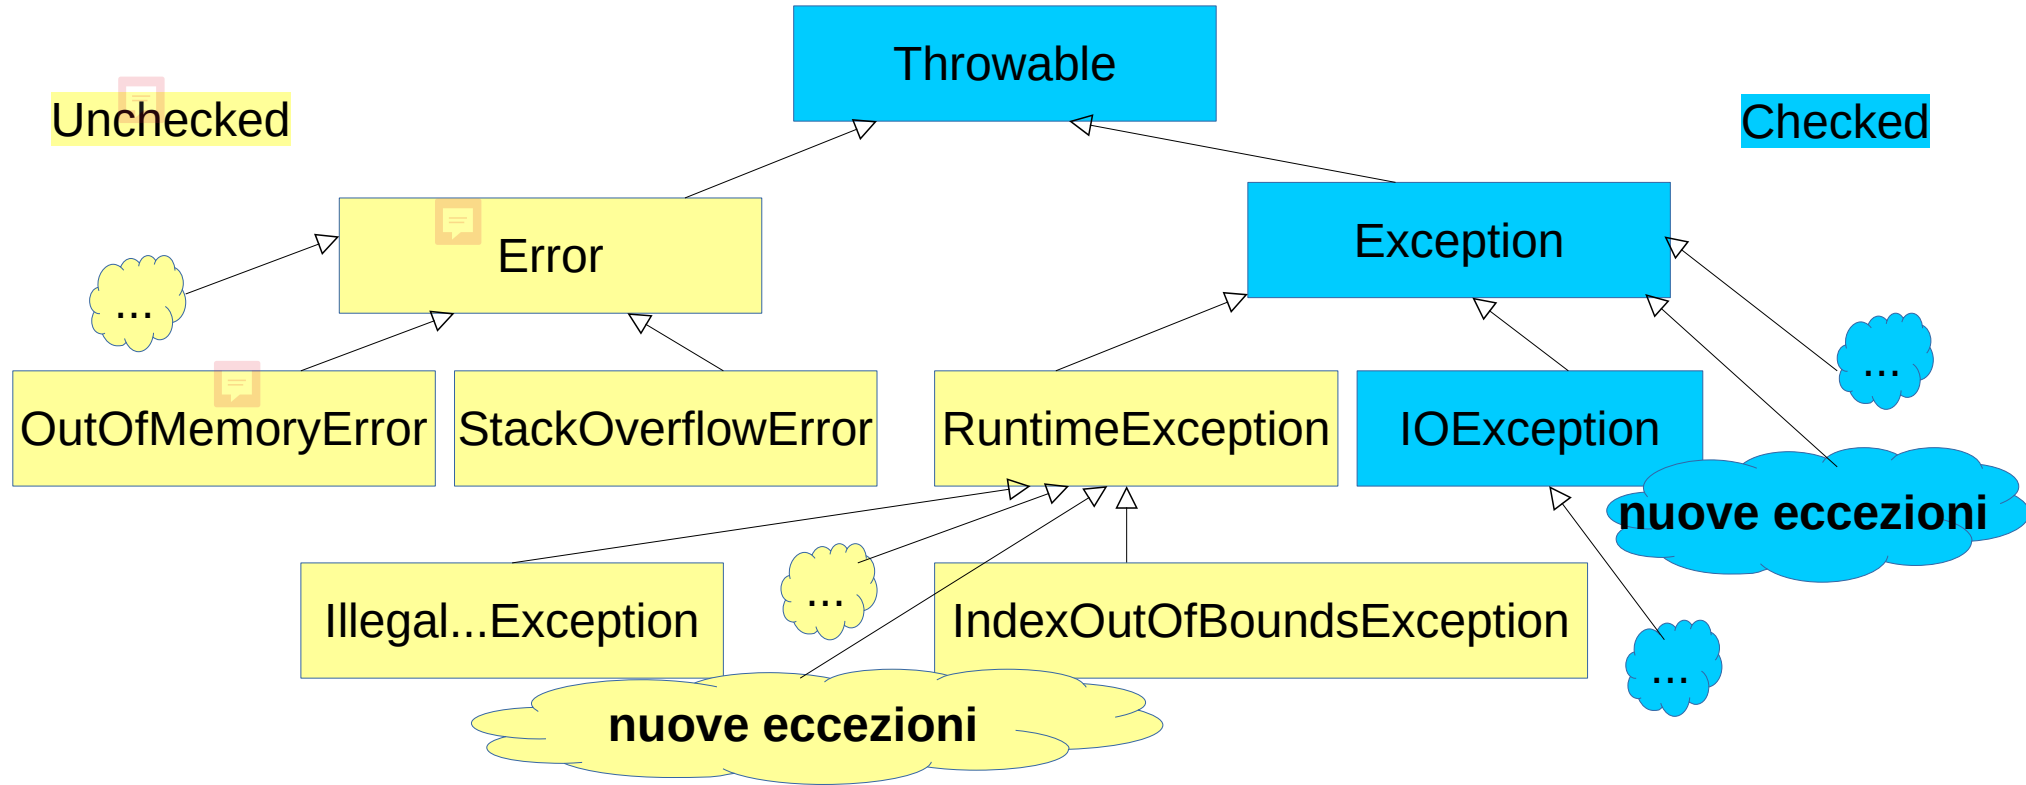 Throwable
Unchecked
Checked
Error
Exception
...
...
OutOfMemoryError
StackOverflowError
RuntimeException
IOException
nuove eccezioni
Illegal...Exception
...
IndexOutOfBoundsException
...
nuove eccezioni